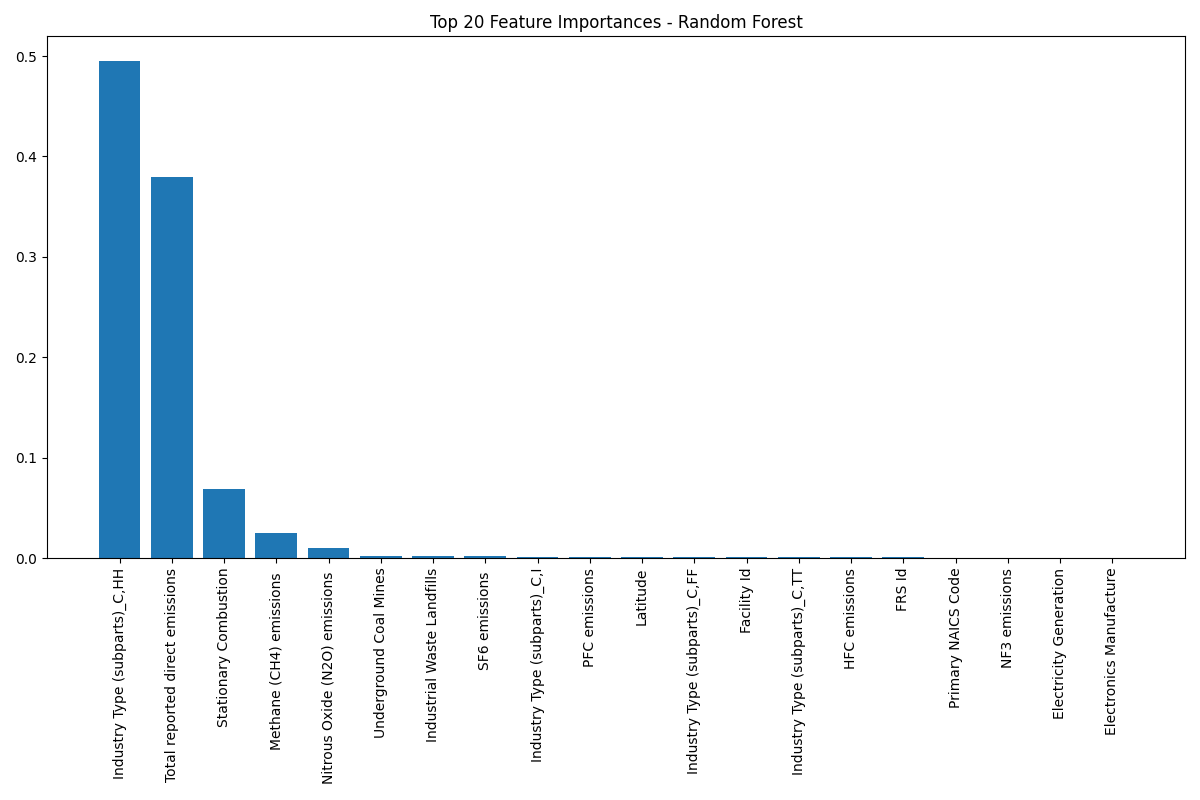 Top 20 Feature Importances - Random Forest
0.5
0.4
0.3
0.2
0.1
0.0
Industry Type (subparts)_C,HH
Total reported direct emissions
Stationary Combustion
Methane (CH4) emissions
Nitrous Oxide (N2O) emissions
Underground Coal Mines
Industrial Waste Landfills
SF6 emissions
Industry Type (subparts)_C,I
PFC emissions
Latitude
Industry Type (subparts)_C,FF
Facility Id
Industry Type (subparts)_C,TT
HFC emissions
FRS Id
Primary NAICS Code
NF3 emissions
Electricity Generation
Electronics Manufacture